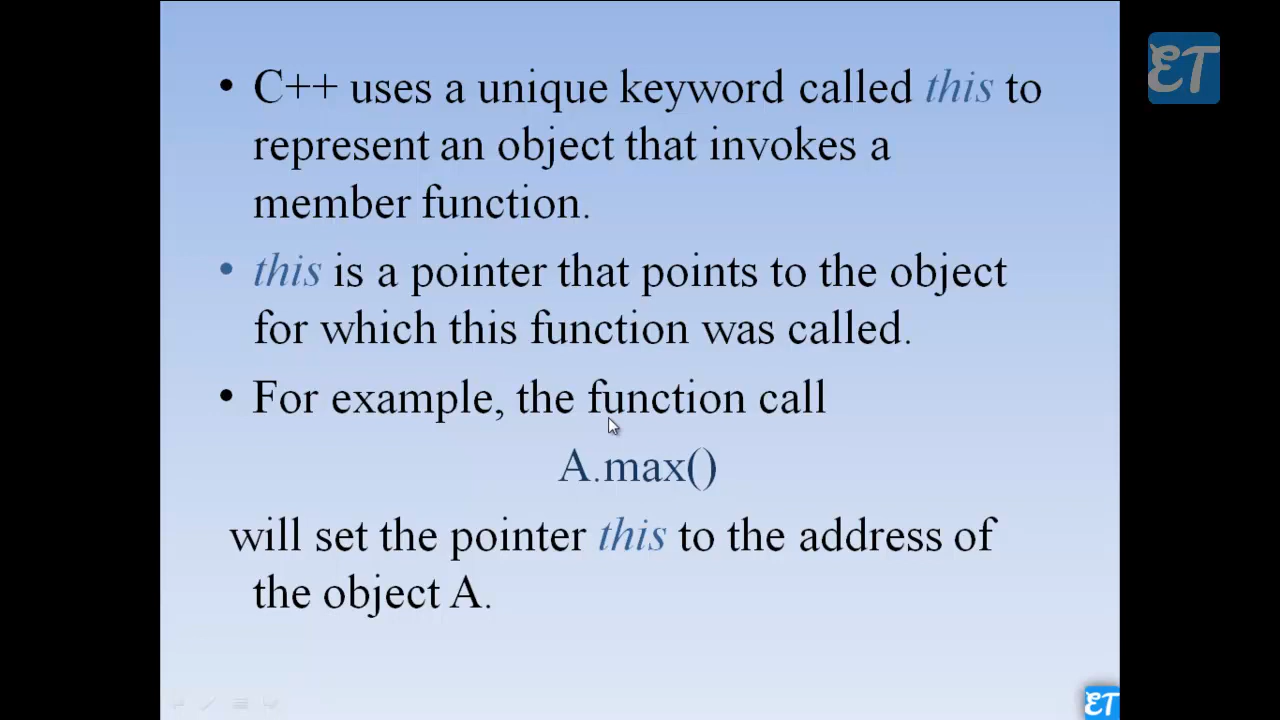 ET
• C++ uses a unique keyword called this to
represent an object that invokes a
member function.
• this is a pointer that points to the object
for which this function was called.
• For example, the function call
A.max()
will set the pointer this to the address of
the object A.
ET